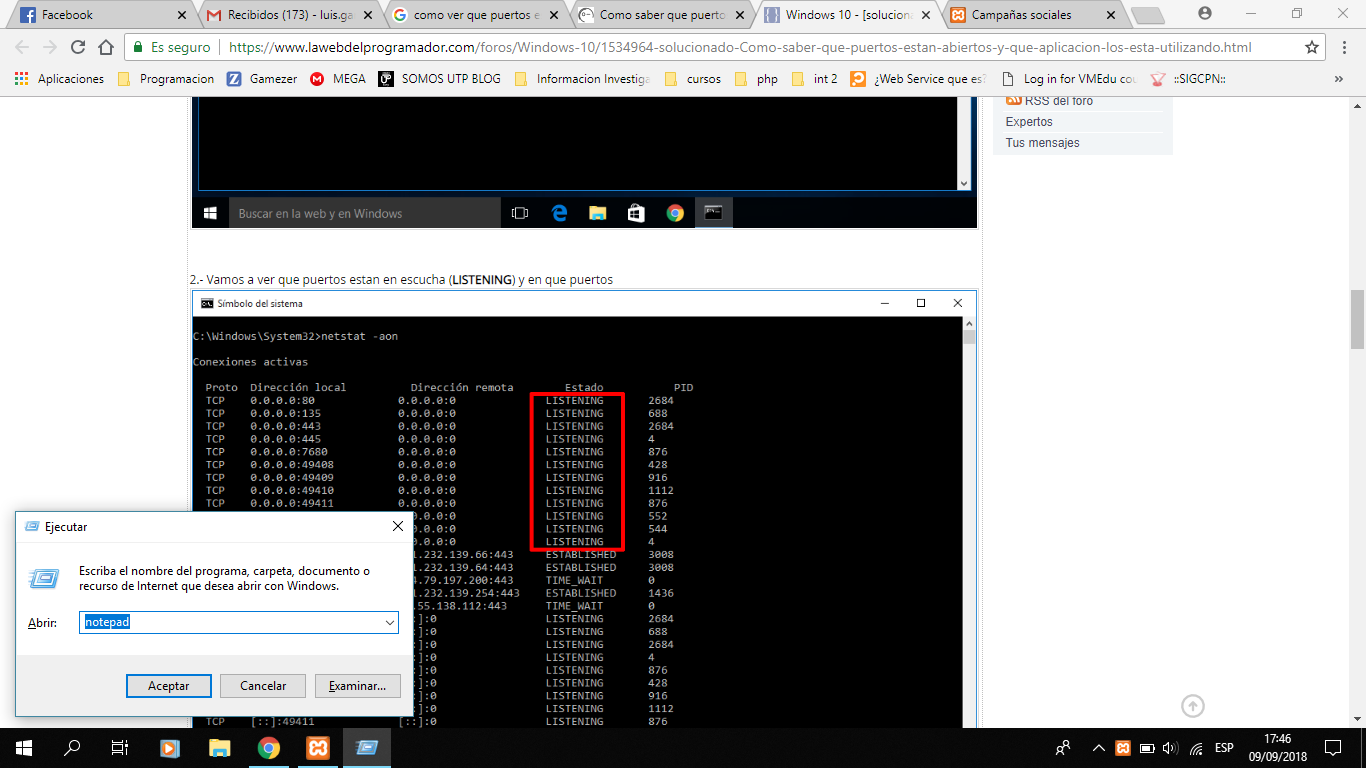 Facebook
Recibidos (173) - luis.ga
como ver que puertos e
Como saber que puerto
Windows 10 - [soluciona
Campañas sociales
Es seguro
https://www.lawebdelprogramador.com/foros/Windows-10/1534964-solucionado-Como-saber-que-puertos-estan-abiertos-y-que-aplicacion-los-esta-utilizando.html
Aplicaciones
Programacion
Gamezer
MEGA
SOMOS UTP BLOG
Informacion Investiga
cursos
php
int 2
¿Web Service que es?
Log in for VMEdu cou
::SIGCPN::
RSS del foro
Expertos
Tus mensajes
Buscar en la web y en Windows
2.- Vamos a ver que puertos estan en escucha (LISTENING) y en que puertos
Símbolo del sistema
C:\Windows\System32>netstat -aon
Conexiones activas
Proto Dirección local Dirección remota Estado PID
TCP 0.0.0.0:80 0.0.0.0:0 LISTENING 2684
TCP 0.0.0.0:135 0.0.0.0:0 LISTENING 688
TCP 0.0.0.0:443 0.0.0.0:0 LISTENING 2684
TCP 0.0.0.0:445 0.0.0.0:0 LISTENING 4
TCP 0.0.0.0:7680 0.0.0.0:0 LISTENING 876
TCP 0.0.0.0:49408 0.0.0.0:0 LISTENING 428
TCP 0.0.0.0:49409 0.0.0.0:0 LISTENING 916
TCP 0.0.0.0:49410 0.0.0.0:0 LISTENING 1112
TCP 0.0.0.0:49411 0.0.0.0:0 LISTENING 876
.0.0.0:0 LISTENING 552
.0.0.0:0 LISTENING 544
.0.0.0:0 LISTENING 4
1.232.139.66:443 ESTABLISHED 3008
1.232.139.64:443 ESTABLISHED 3008
4.79.197.200:443 TIME_WAIT 0
1.232.139.254:443 ESTABLISHED 1436
.55.138.112:443 TIME_WAIT 0
:]:0 LISTENING 2684
:]:0 LISTENING 688
:]:0 LISTENING 2684
:]:0 LISTENING 4
:]:0 LISTENING 876
:]:0 LISTENING 428
:]:0 LISTENING 916
:]:0 LISTENING 1112
TCP [::]:49411 [::]:0 LISTENING 876
Ejecutar
Escriba el nombre del programa, carpeta, documento o
recurso de Internet que desea abrir con Windows.
Abrir:
notepad
Aceptar
Cancelar
Examinar...
ESP
17:46
09/09/2018